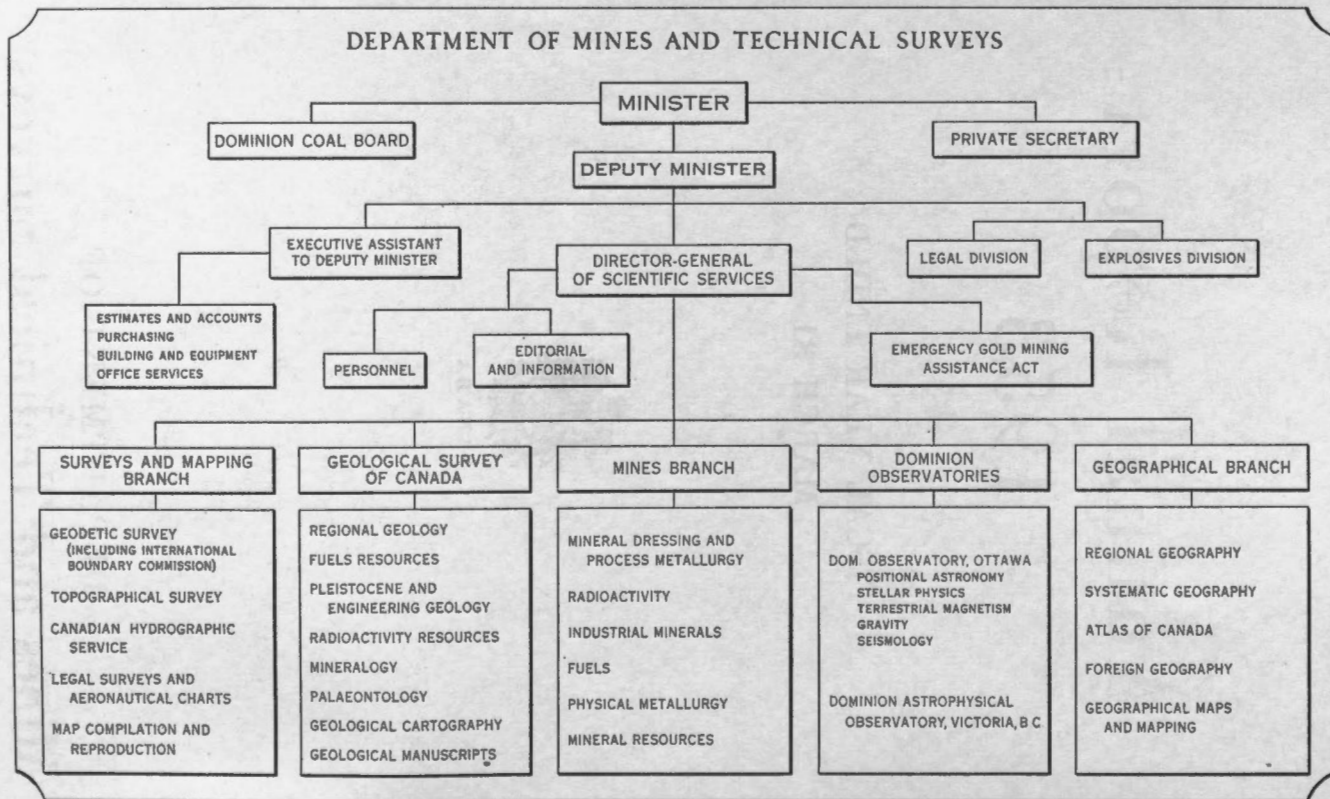 DEPARTMENT OF MINES AND TECHNICAL SURVEYS
MINISTER
DOMINION COAL BOARD
PRIVATE SECRETARY
DEPUTY MINISTER
EXECUTIVE ASSISTANT
TO DEPUTY MINISTER
DIRECTOR-GENERAL
OF SCIENTIFIC SERVICES
LEGAL DIVISION
EXPLOSIVES DIVISION
ESTIMATES AND ACCOUNTS
PURCHASING
BUILDING AND EQUIPMENT
OFFICE SERVICES
PERSONNEL
EDITORIAL
AND INFORMATION
EMERGENCY GOLD MINING
ASSISTANCE ACT
SURVEYS AND MAPPING
BRANCH
GEODETIC SURVEY
(INCLUDING INTERNATIONAL
BOUNDARY COMMISSION)
TOPOGRAPHICAL SURVEY
CANADIAN HYDROGRAPHIC
SERVICE
LEGAL SURVEYS AND
AERONAUTICAL CHARTS
MAP COMPILATION AND
REPRODUCTION
GEOLOGICAL SURVEY
OF CANADA
REGIONAL GEOLOGY
FUELS RESOURCES
PLEISTOCENE AND
ENGINEERING GEOLOGY
RADIOACTIVITY RESOURCES
MINERALOGY
PALAEONTOLOGY
GEOLOGICAL CARTOGRAPHY
GEOLOGICAL MANUSCRIPTS
MINES BRANCH
MINERAL DRESSING AND
PROCESS METALLURGY
RADIOACTIVITY
INDUSTRIAL MINERALS
FUELS
PHYSICAL METALLURGY
MINERAL RESOURCES
DOMINION
OBSERVATORIES
DOM. OBSERVATORY, OTTAWA
POSITIONAL ASTRONOMY
STELLAR PHYSICS
TERRESTRIAL MAGNETISM
GRAVITY
SEISMOLOGY
DOMINION ASTROPHYSICAL
OBSERVATORY, VICTORIA, B C
GEOGRAPHICAL BRANCH
REGIONAL GEOGRAPHY
SYSTEMATIC GEOGRAPHY
ATLAS OF CANADA
FOREIGN GEOGRAPHY
GEOGRAPHICAL MAPS
AND MAPPING